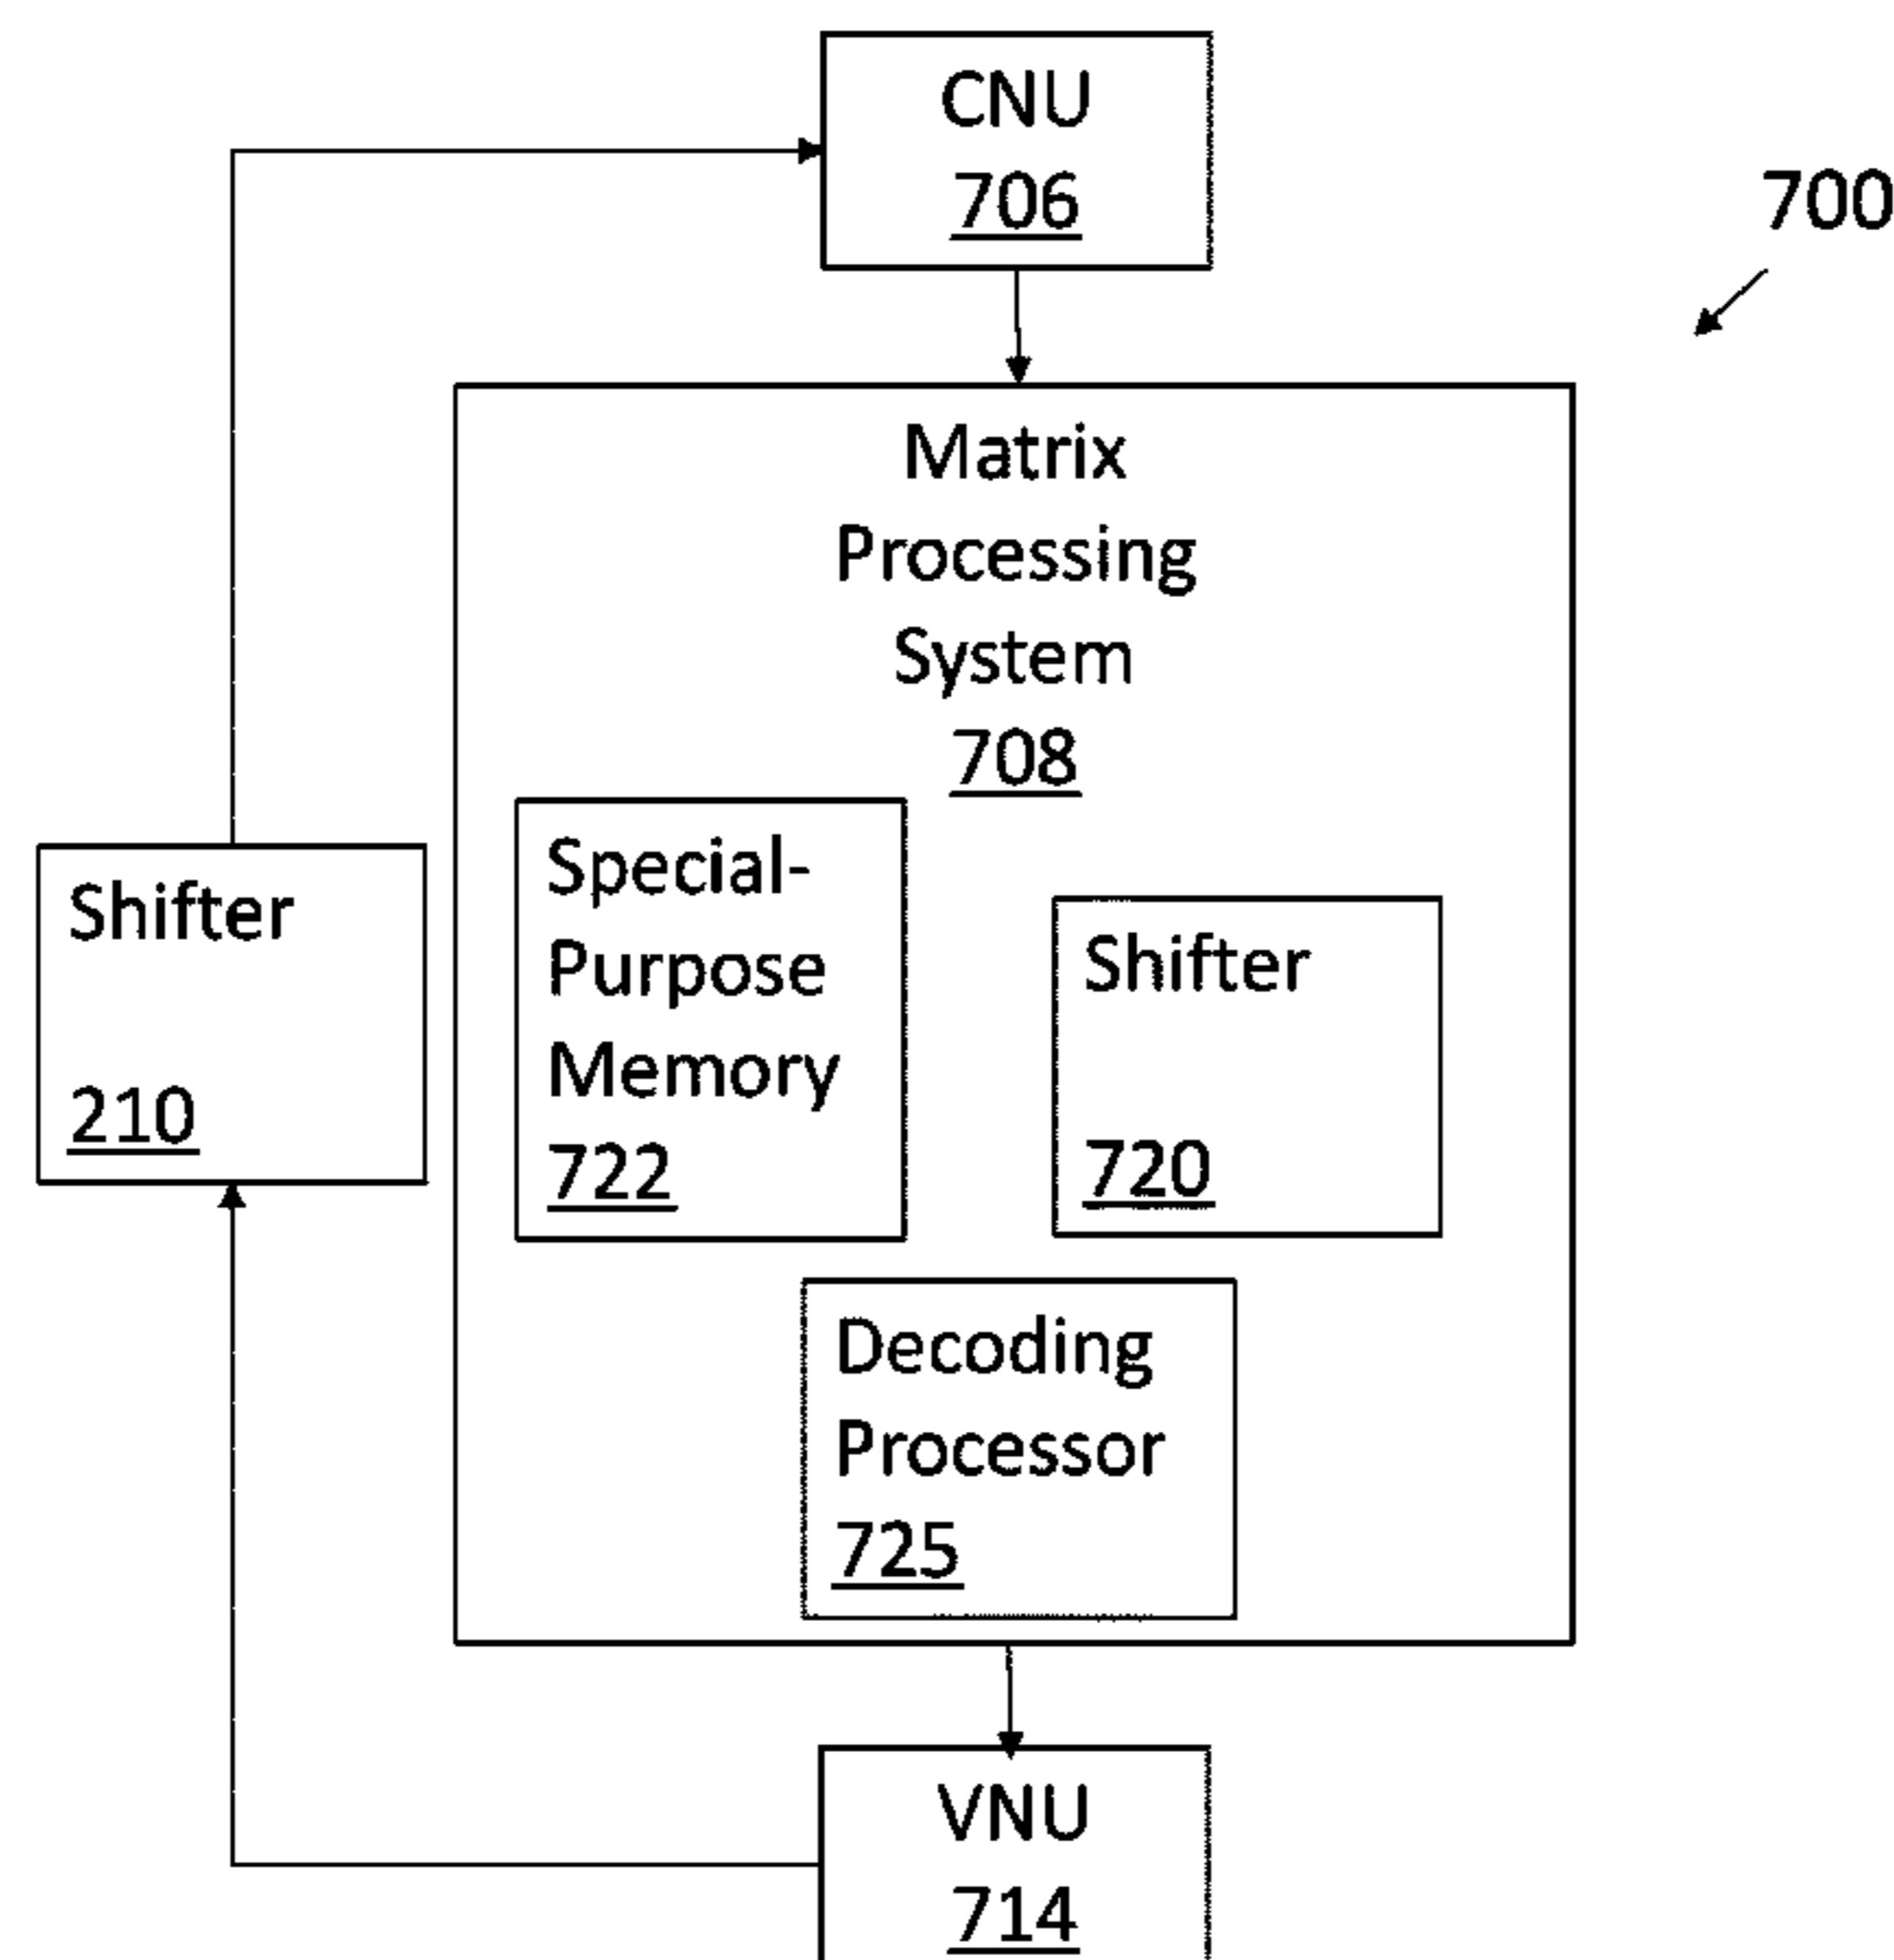 CNU
706
700
Matrix
Processing
System
708
Special-
Purpose
Memory
722
Shifter
720
Shifter
210
Decoding
Processor
725
VNU
714